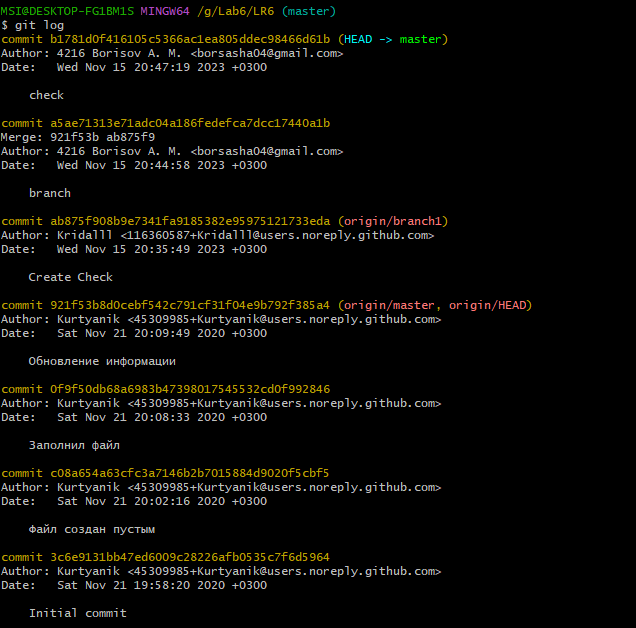 MSI@DESKTOP-FG1BM1S MINGW64 /g/Lab6/LR6 (master)
$ git log
commit b1781d0f416105c5366ac1ea805ddec98466d61b (HEAD -> master)
Author: 4216 Borisov A. M. <borsasha04@gmail.com>
Date:   Wed Nov 15 20:47:19 2023 +0300
check
commit a5ae71313e71adc04a186fedefca7dcc17440a1b
Merge: 921f53b ab875f9
Author: 4216 Borisov A. M. <borsasha04@gmail.com>
Date:   Wed Nov 15 20:44:58 2023 +0300
branch
commit ab875f908b9e7341fa9185382e95975121733eda (origin/branch1)
Author: Kridalll <116360587+Kridalll@users.noreply.github.com>
Date:   Wed Nov 15 20:35:49 2023 +0300
Create Check
commit 921f53b8d0cebf542c791cf31f04e9b792f385a4 (origin/master, origin/HEAD)
Author: Kurtyanik <45309985+Kurtyanik@users.noreply.github.com>
Date:   Sat Nov 21 20:09:49 2020 +0300
Обновление информации
commit 0f9f50db68a6983b47398017545532cd0f992846
Author: Kurtyanik <45309985+Kurtyanik@users.noreply.github.com>
Date:   Sat Nov 21 20:08:33 2020 +0300
Заполнил файл
commit c08a654a63cfc3a7146b2b7015884d9020f5cbf5
Author: Kurtyanik <45309985+Kurtyanik@users.noreply.github.com>
Date:   Sat Nov 21 20:02:16 2020 +0300
Файл создан пустым
commit 3c6e9131bb47ed6009c28226afb0535c7f6d5964
Author: Kurtyanik <45309985+Kurtyanik@users.noreply.github.com>
Date:   Sat Nov 21 19:58:20 2020 +0300
Initial commit